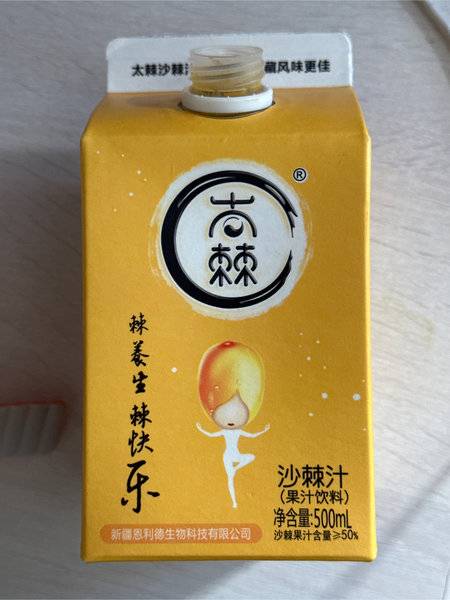 太棘沙棘汁
藏风味更佳
太棘
®
棘養生 棘快乐
沙棘汁
(果汁饮料)
净含量:500mL
沙棘果汁含量≥50%
新疆恩利德生物科技有限公司